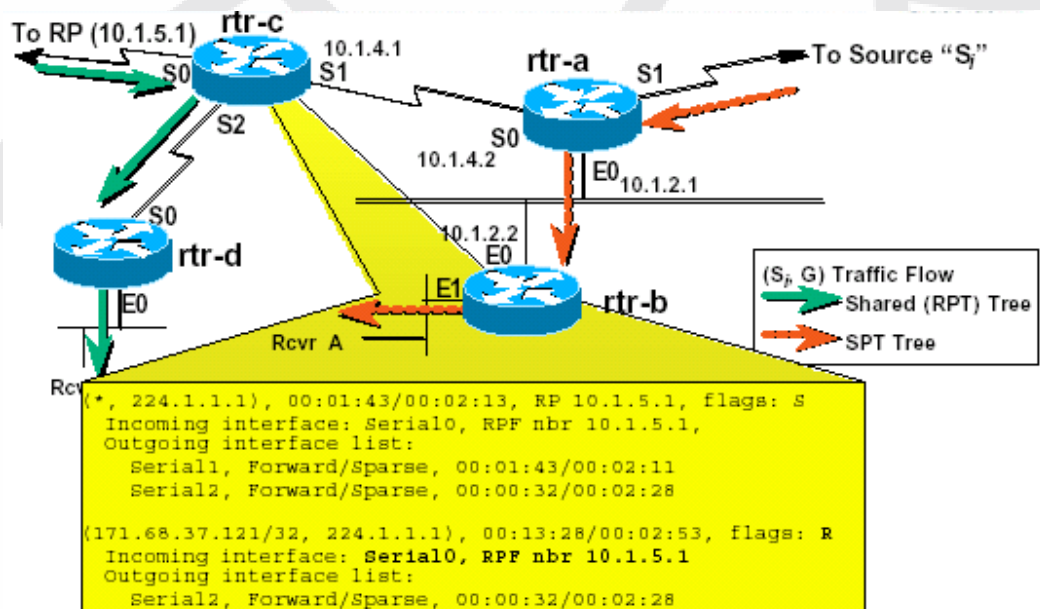 To RP (10.1.5.1)
rtr-c
10.1.4.1
S0
S1
S2
rtr-a
S1
To Source “Si”
S0
10.1.4.2
E0
10.1.2.1
S0
rtr-d
E0
10.1.2.2
E0
E1
rtr-b
Rcvr A
(Si, G) Traffic Flow
Shared (RPT) Tree
SPT Tree
(*, 224.1.1.1), 00:01:43/00:02:13, RP 10.1.5.1, flags: S
Incoming interface: Serial0, RPF nbr 10.1.5.1,
Outgoing interface list:
Serial1, Forward/Sparse, 00:01:43/00:02:11
Serial2, Forward/Sparse, 00:00:32/00:02:28
(171.68.37.121/32, 224.1.1.1), 00:13:28/00:02:53, flags: R
Incoming interface: Serial0, RPF nbr 10.1.5.1
Outgoing interface list:
Serial2, Forward/Sparse, 00:00:32/00:02:28